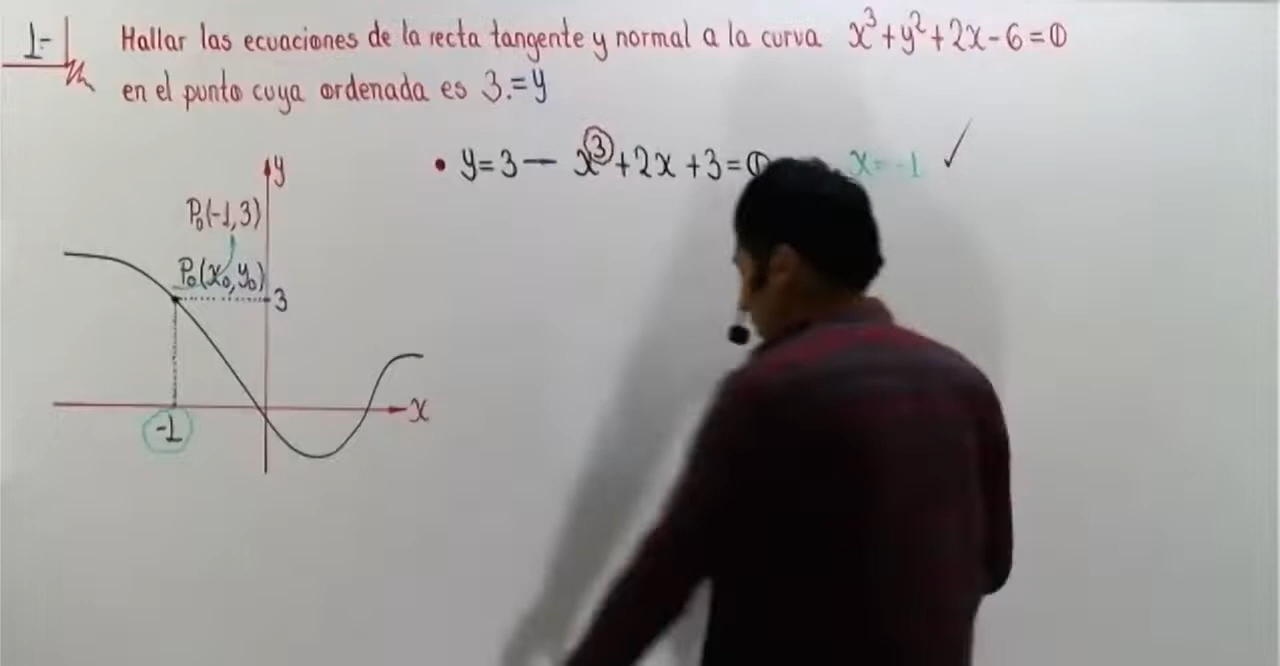 1-
Hallar las ecuaciones de la recta tangente y normal a la curva x³+y²+2x-6=0
en el punto cuya ordenada es 3.=y
• y=3 — x³+2x+3=0 x=-1 ✓
y
P₀(-1,3)
P₀(x₀,y₀)
3
x
-1